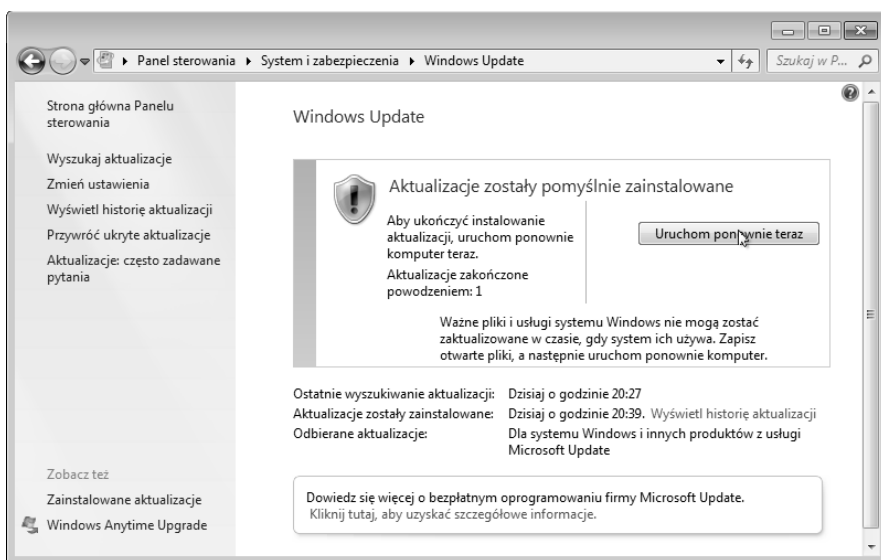 Panel sterowania ▸ System i zabezpieczenia ▸ Windows Update
Szukaj w P...
Strona główna Panelu
sterowania
Wyszukaj aktualizacje
Zmień ustawienia
Wyświetl historię aktualizacji
Przywróć ukryte aktualizacje
Aktualizacje: często zadawane
pytania
Zobacz też
Zainstalowane aktualizacje
Windows Anytime Upgrade
Windows Update
Aktualizacje zostały pomyślnie zainstalowane
Aby ukończyć instalowanie
aktualizacji, uruchom ponownie
komputer teraz.
Aktualizacje zakończone
powodzeniem: 1
Uruchom ponownie teraz
Ważne pliki i usługi systemu Windows nie mogą zostać
zaktualizowane w czasie, gdy system ich używa. Zapisz
otwarte pliki, a następnie uruchom ponownie komputer.
Ostatnie wyszukiwanie aktualizacji: Dzisiaj o godzinie 20:27
Aktualizacje zostały zainstalowane: Dzisiaj o godzinie 20:39. Wyświetl historię aktualizacji
Odbierane aktualizacje: Dla systemu Windows i innych produktów z usługi
Microsoft Update
Dowiedz się więcej o bezpłatnym oprogramowaniu firmy Microsoft Update.
Kliknij tutaj, aby uzyskać szczegółowe informacje.